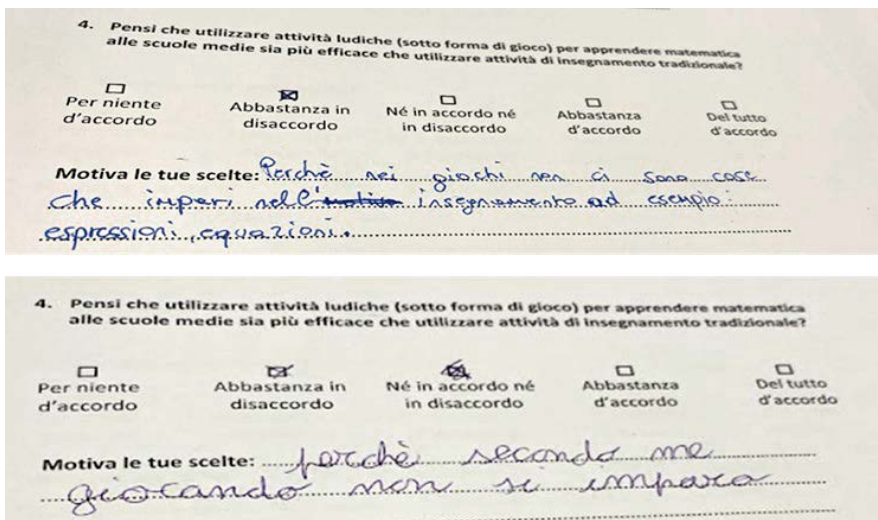 4. Pensi che utilizzare attività ludiche (sotto forma di gioco) per apprendere matematica
alle scuole medie sia più efficace che utilizzare attività di insegnamento tradizionale?
Per niente d'accordo
Abbastanza in disaccordo
Né in accordo né in disaccordo
Abbastanza d'accordo
Del tutto d'accordo
Motiva le tue scelte: Perchè nei giochi non ci sono cose
che imperi nell' insegnamento ad esempio:
espressioni, equazioni.
4. Pensi che utilizzare attività ludiche (sotto forma di gioco) per apprendere matematica
alle scuole medie sia più efficace che utilizzare attività di insegnamento tradizionale?
Per niente d'accordo
Abbastanza in disaccordo
Né in accordo né in disaccordo
Abbastanza d'accordo
Del tutto d'accordo
Motiva le tue scelte: perchè secondo me
giocando non si impara